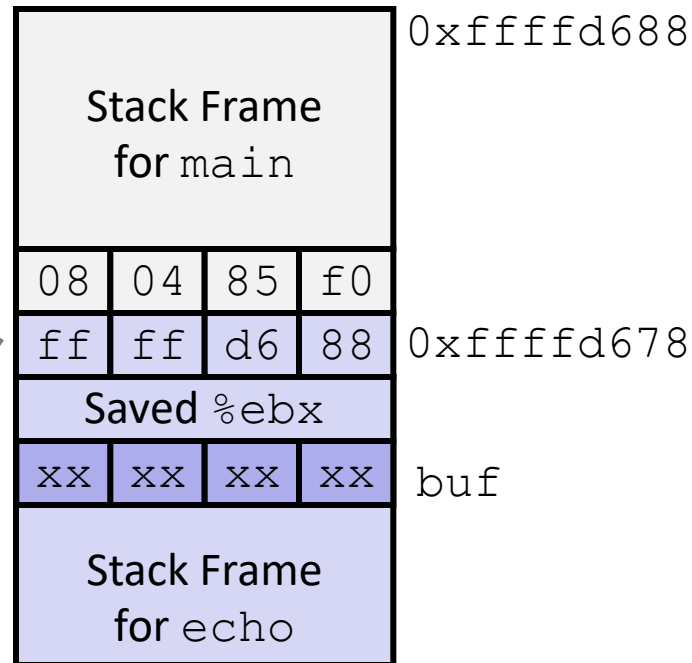 0xffffd688
Stack Frame
for main
08 04 85 f0
ff ff d6 88 0xffffd678
Saved %ebx
xx xx xx xx buf
Stack Frame
for echo